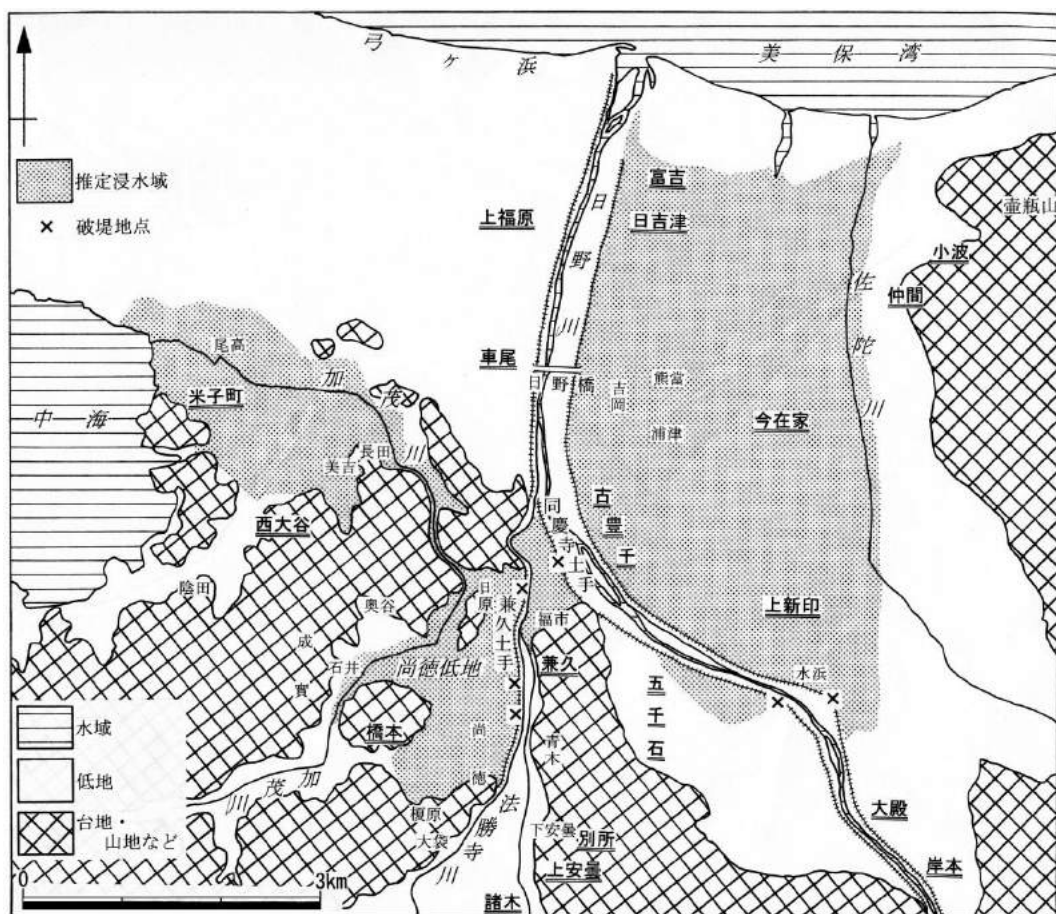 弓ヶ浜
美保湾
推定浸水域
破堤地点
富吉
日吉津
上福原
日野川
壺瓶山
小波
仲間
佐陀川
尾高
加茂川
車尾
日野橋
吉岡
熊當
米子町
中海
今在家
浦津
長田
美吉
西大谷
古豊千
同慶寺土手
陰田
日原
兼久土手
上新印
奥谷
福市
成實
石井
尚徳低地
兼久
水浜
五千石
橋本
尚徳
青木
水域
低地
台地・
山地など
加茂川
法勝寺川
榎原
大袋
下安曇
別所
上安曇
大殿
岸本
諸木
0
3km